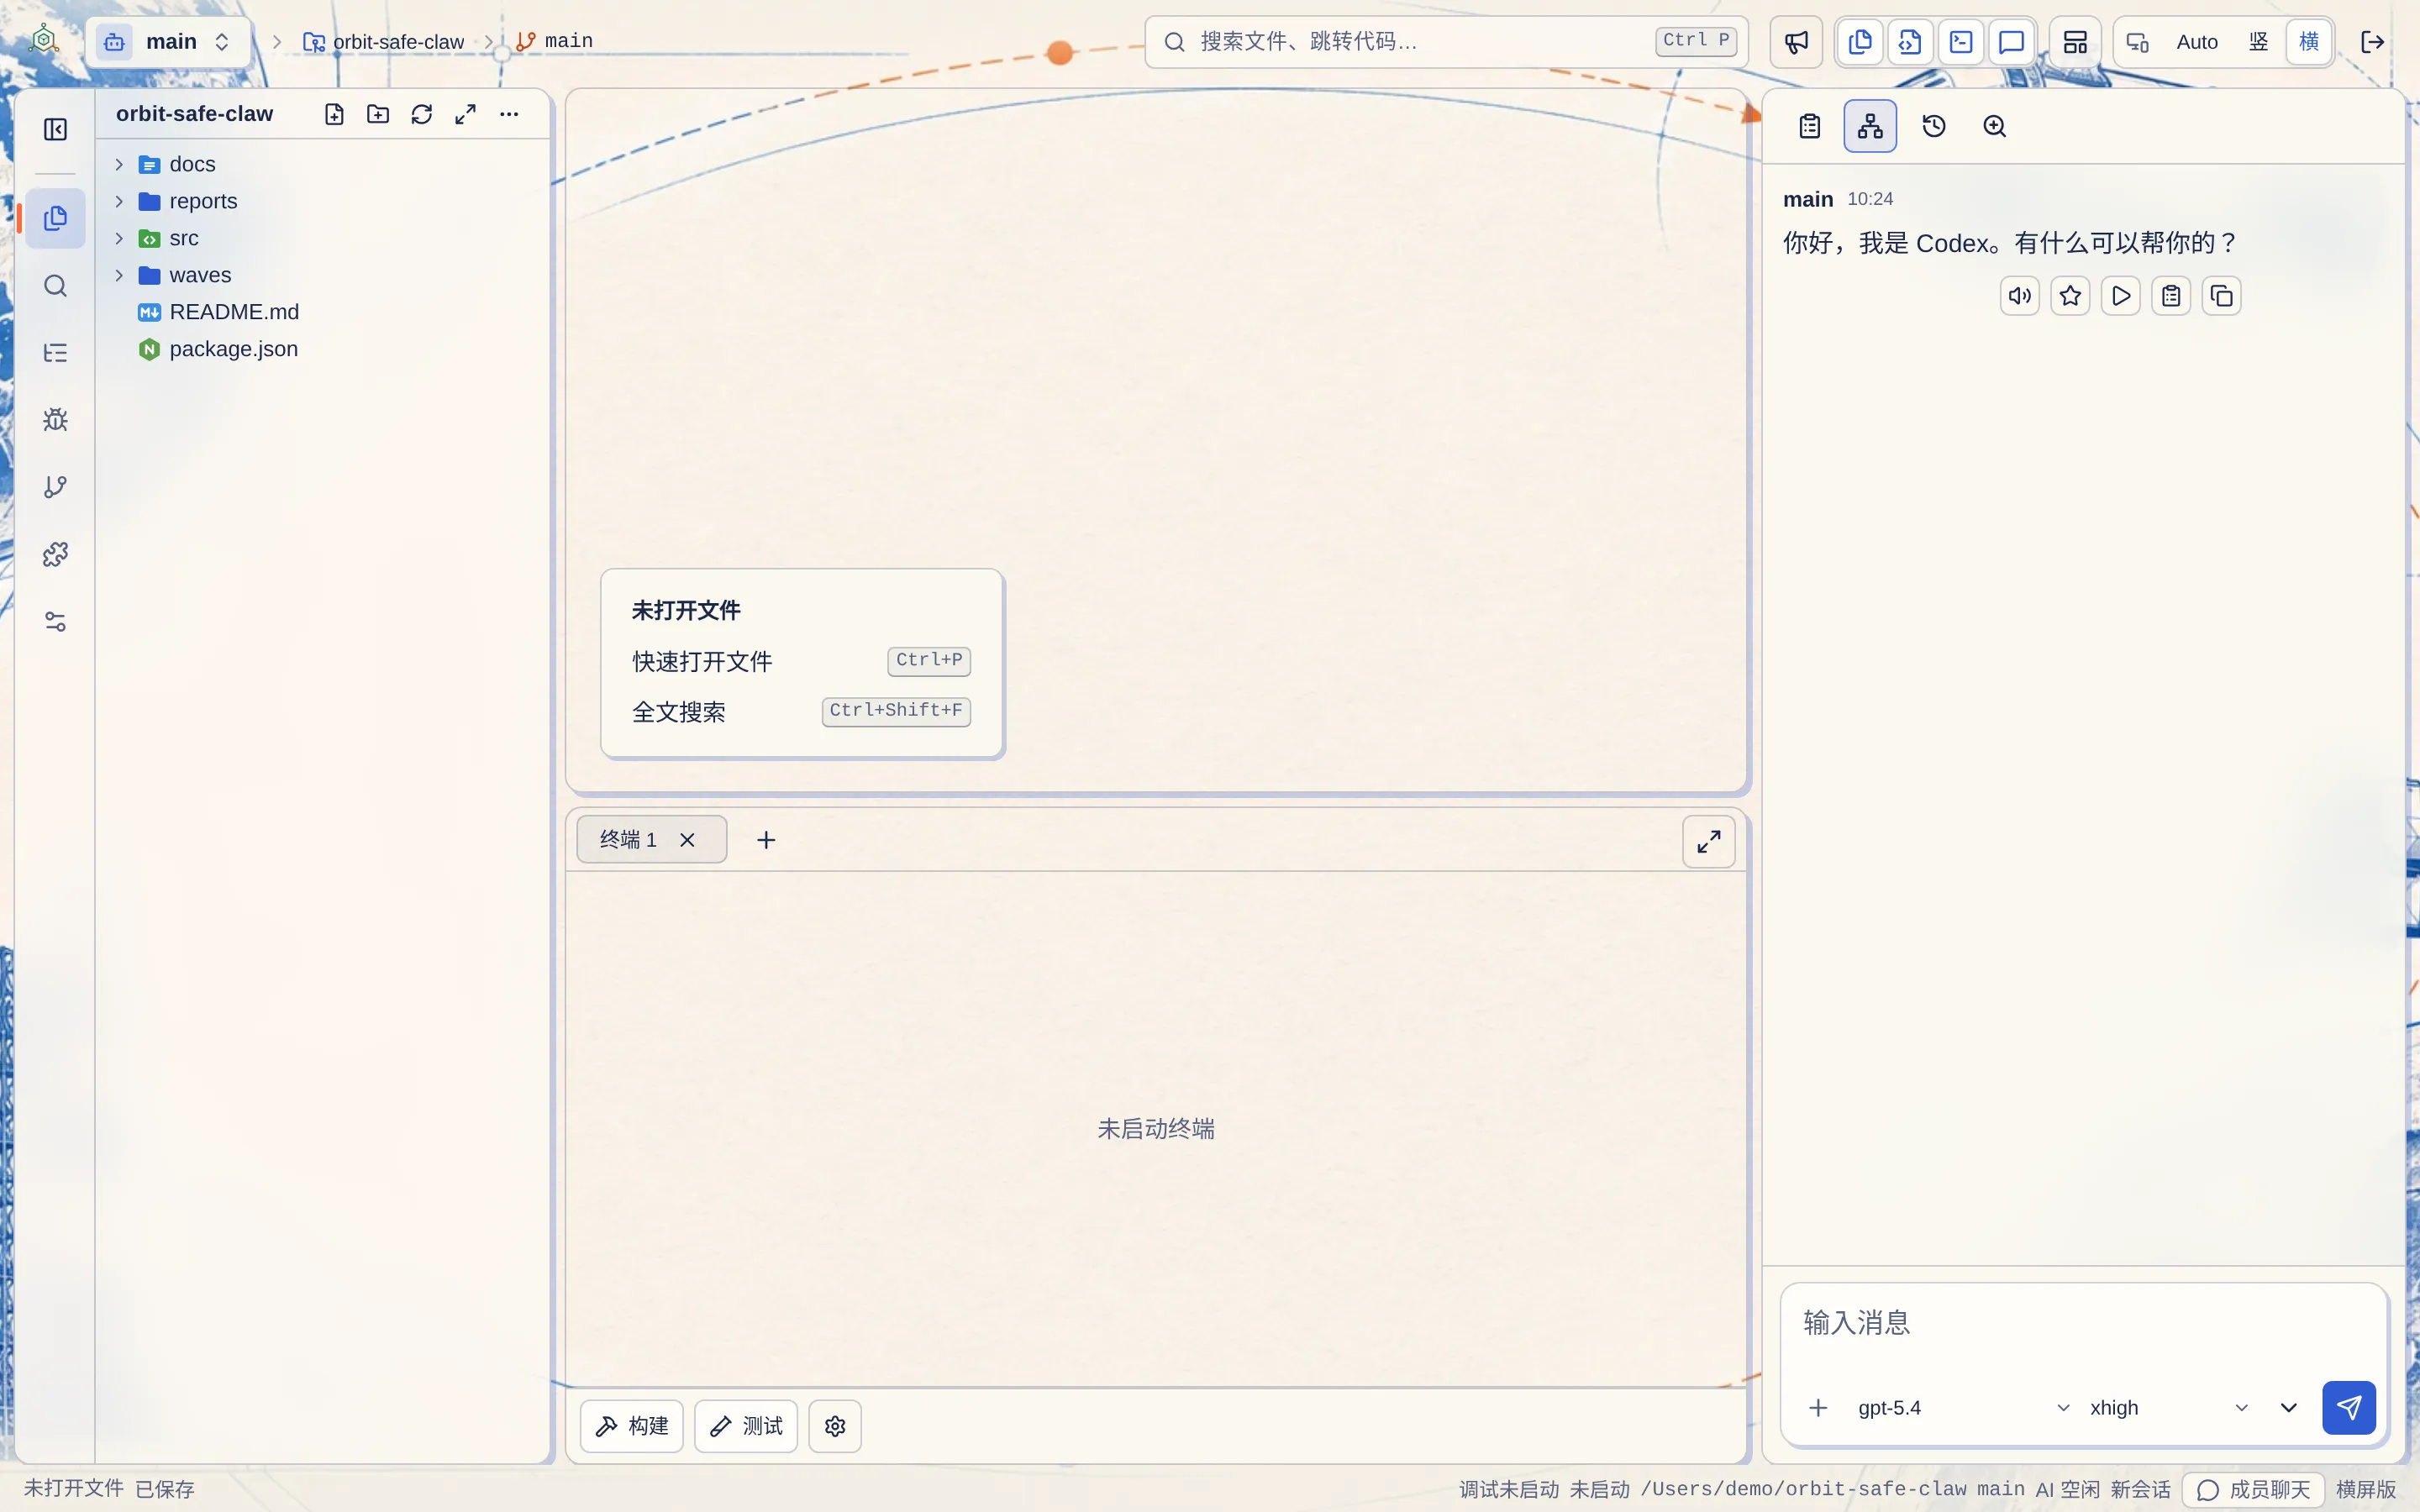 main
orbit-safe-claw
main
搜索文件、跳转代码... Ctrl P
Auto 竖 横
orbit-safe-claw
docs
reports
src
waves
README.md
package.json
未打开文件
快速打开文件 Ctrl+P
全文搜索 Ctrl+Shift+F
终端 1
未启动终端
构建 测试
main 10:24
你好，我是 Codex。有什么可以帮你的？
输入消息
gpt-5.4 xhigh
未打开文件 已保存
调试未启动 未启动 /Users/demo/orbit-safe-claw main AI 空闲 新会话 成员聊天 横屏版